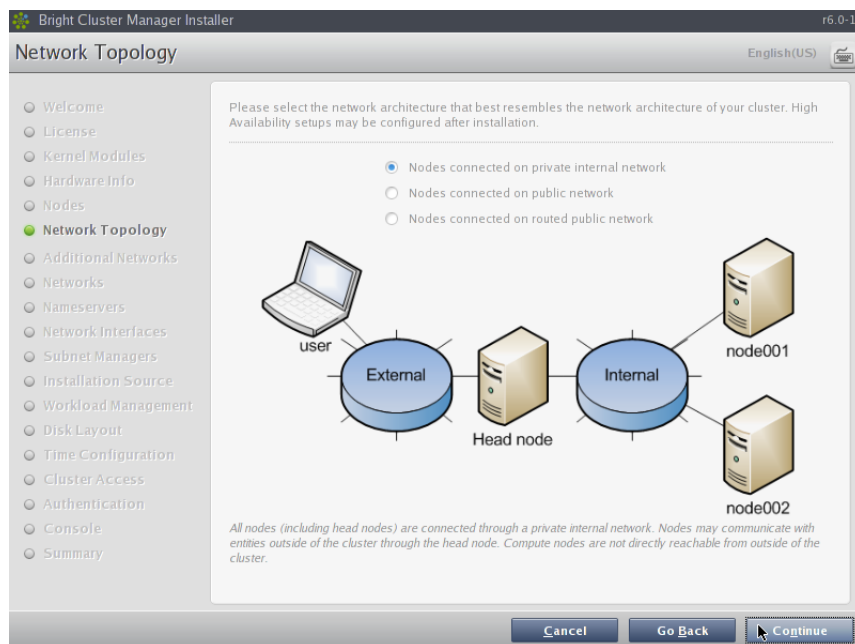 Bright Cluster Manager Installer
r6.0-1
Network Topology
English(US)
Welcome
License
Kernel Modules
Hardware Info
Nodes
Network Topology
Additional Networks
Networks
Nameservers
Network Interfaces
Subnet Managers
Installation Source
Workload Management
Disk Layout
Time Configuration
Cluster Access
Authentication
Console
Summary
Please select the network architecture that best resembles the network architecture of your cluster. High
Availability setups may be configured after installation.
Nodes connected on private internal network
Nodes connected on public network
Nodes connected on routed public network
user
External
Head node
Internal
node001
node002
All nodes (including head nodes) are connected through a private internal network. Nodes may communicate with
entities outside of the cluster through the head node. Compute nodes are not directly reachable from outside of the
cluster.
Cancel
Go Back
Continue